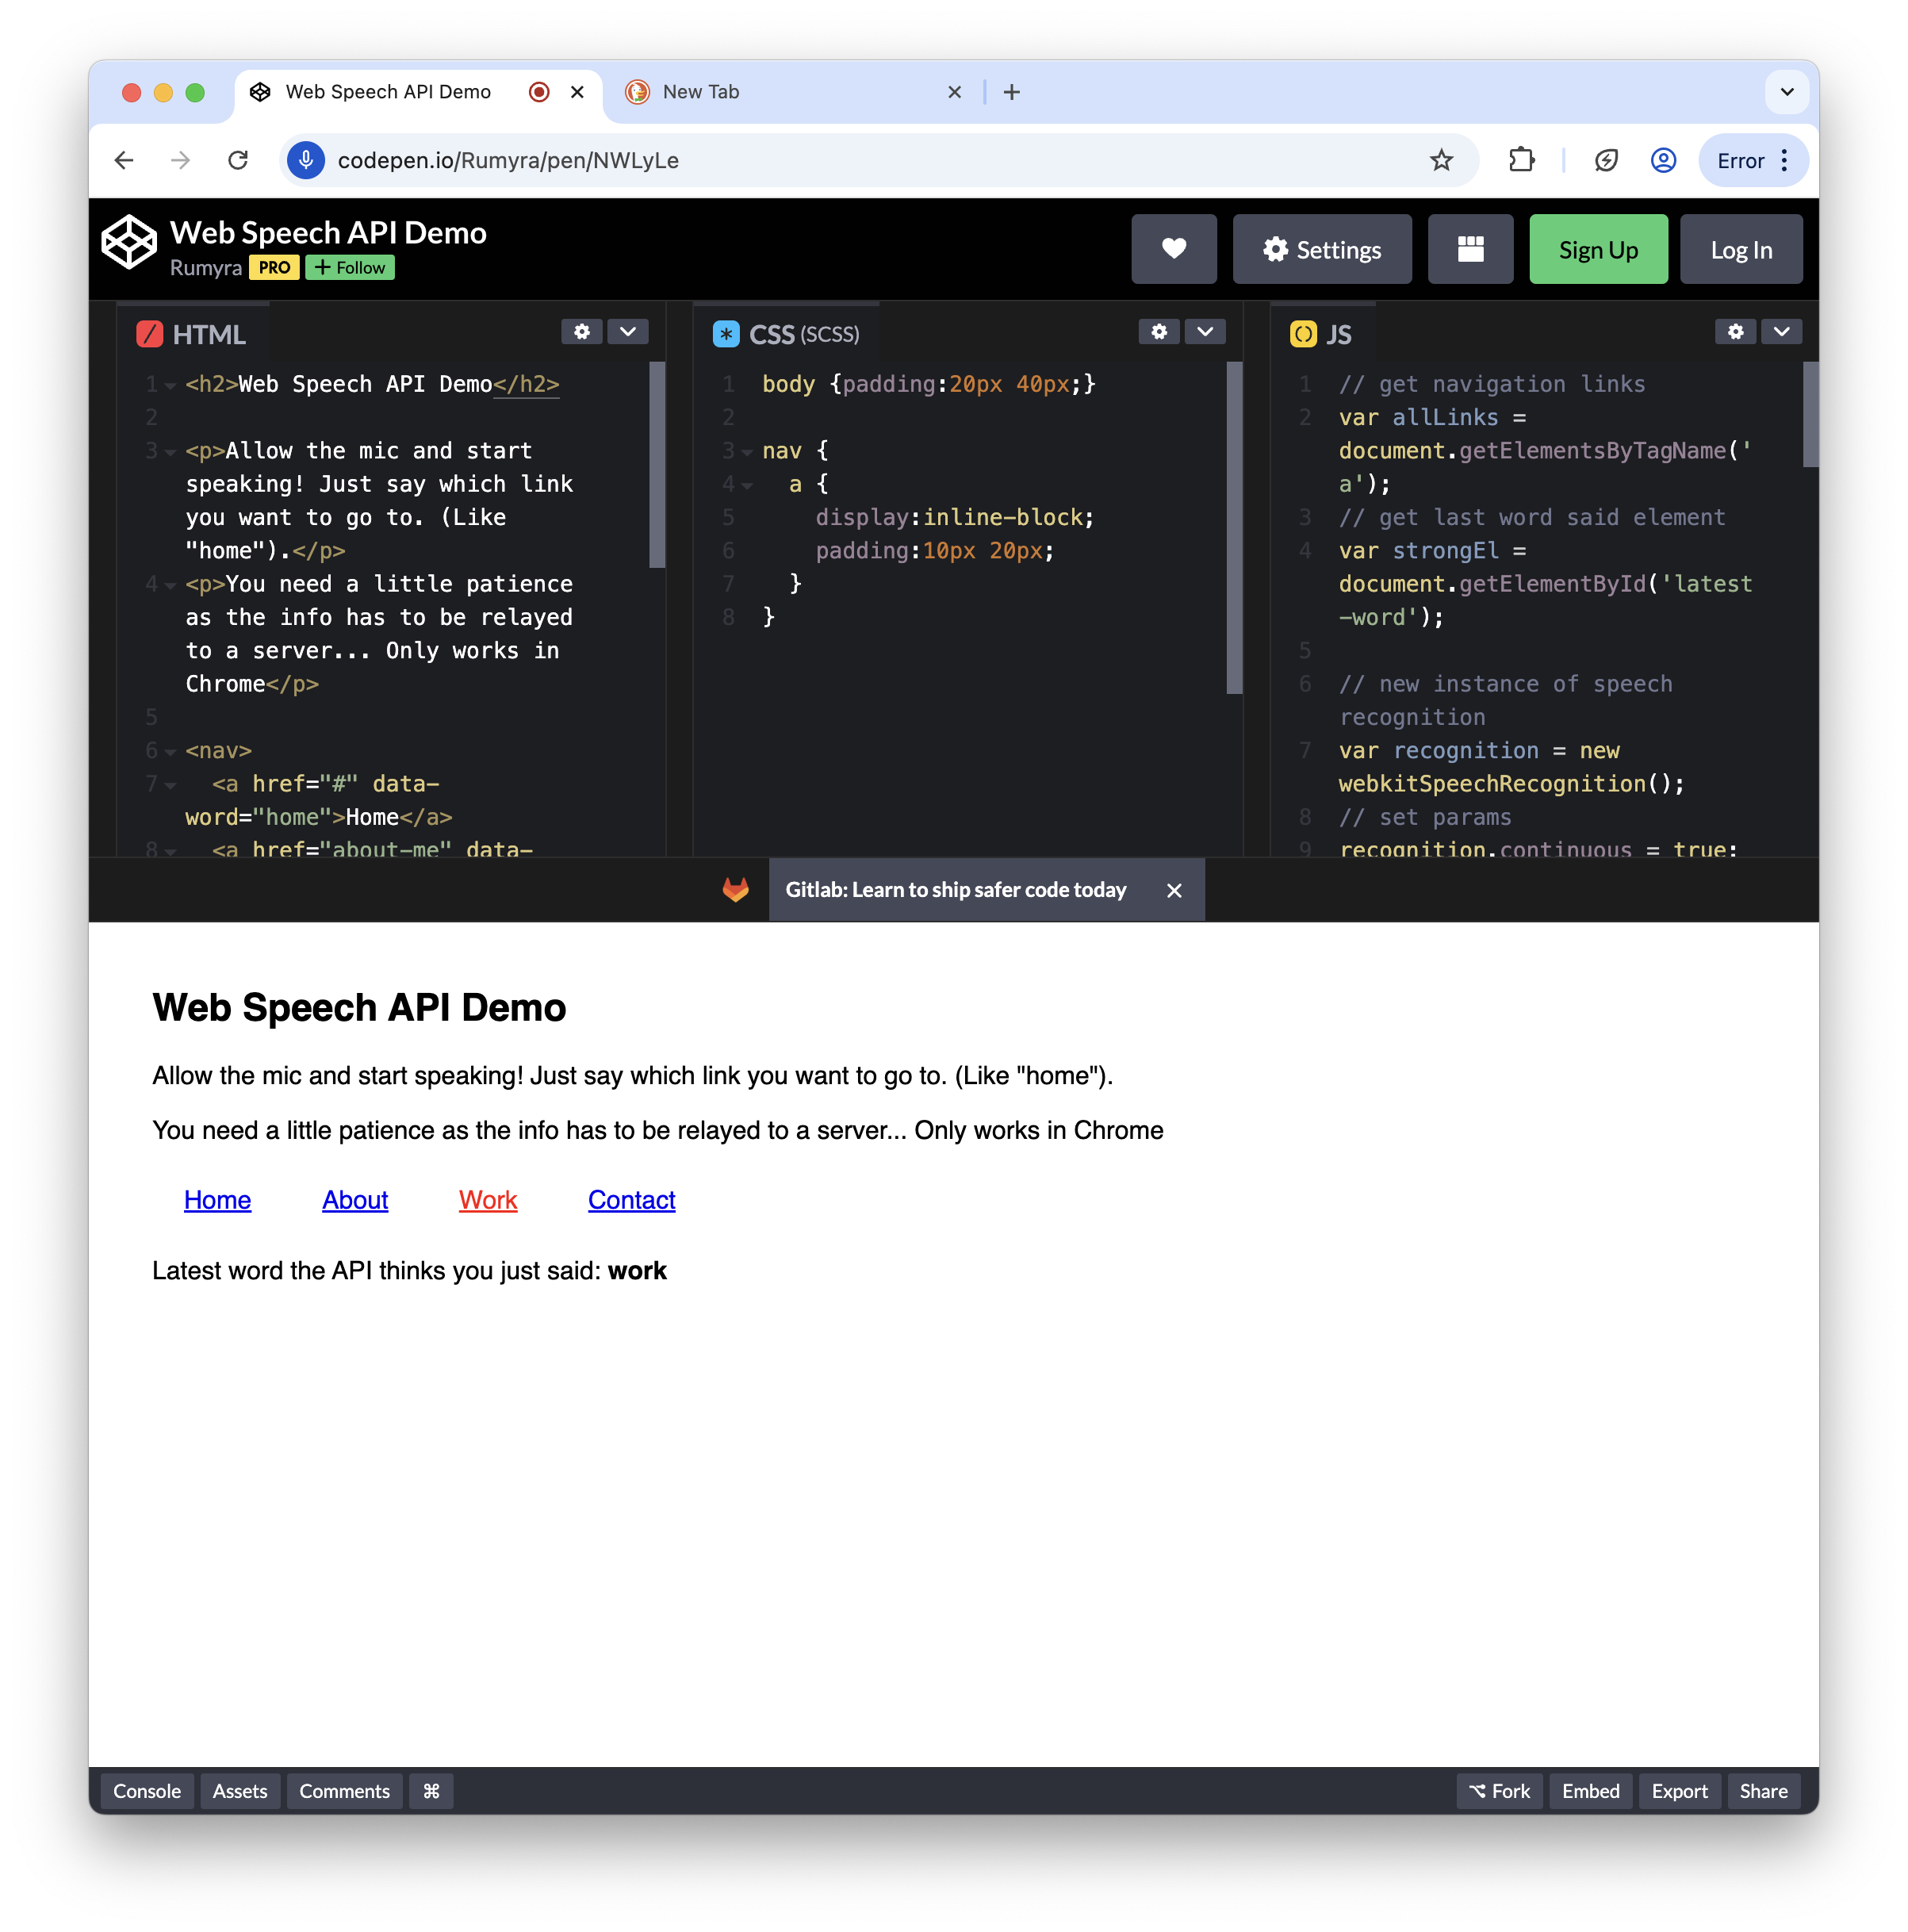 Web Speech API Demo
New Tab
codepen.io/Rumyra/pen/NWLyLe
Error
Web Speech API Demo
Rumyra PRO + Follow
Settings
Sign Up
Log In
HTML
1 <h2>Web Speech API Demo</h2>
2
3 <p>Allow the mic and start
speaking! Just say which link
you want to go to. (Like
"home").</p>
4 <p>You need a little patience
as the info has to be relayed
to a server... Only works in
Chrome</p>
5
6 <nav>
7 <a href="#" data-
word="home">Home</a>
8 <a href="about-me" data-
CSS (SCSS)
1 body {padding:20px 40px;}
2
3 nav {
4 a {
5 display:inline-block;
6 padding:10px 20px;
7 }
8 }
JS
1 // get navigation links
2 var allLinks =
document.getElementsByTagName('
a');
3 // get last word said element
4 var strongEl =
document.getElementById('latest
-word');
5
6 // new instance of speech
recognition
7 var recognition = new
webkitSpeechRecognition();
8 // set params
9 recognition.continuous = true;
Gitlab: Learn to ship safer code today
Web Speech API Demo
Allow the mic and start speaking! Just say which link you want to go to. (Like "home").
You need a little patience as the info has to be relayed to a server... Only works in Chrome
Home About Work Contact
Latest word the API thinks you just said: work
Console Assets Comments ⌘
Fork Embed Export Share